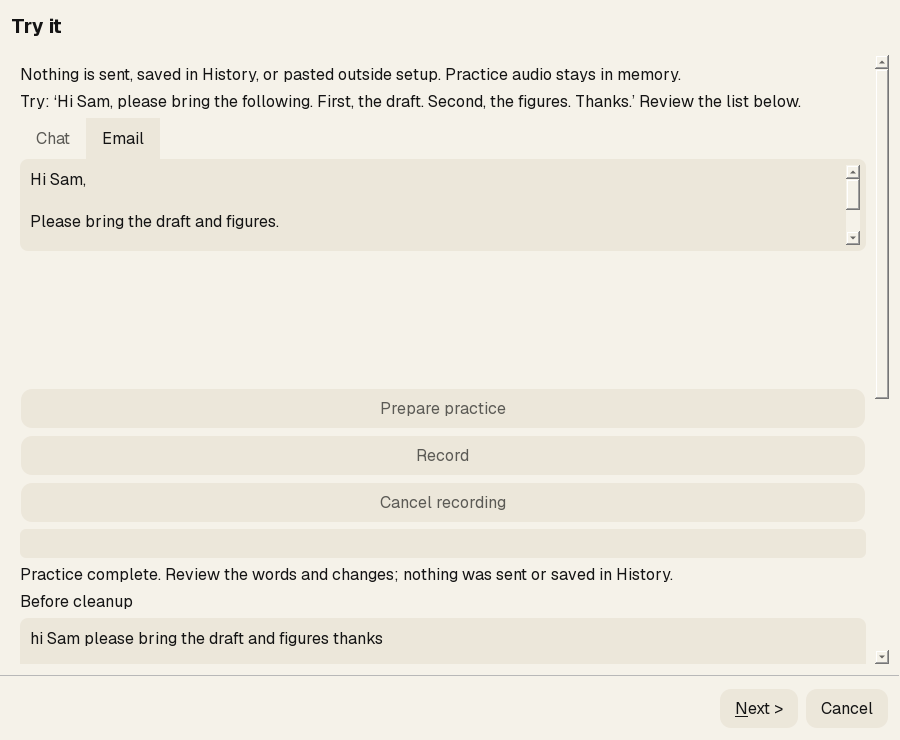 Try it
Nothing is sent, saved in History, or pasted outside setup. Practice audio stays in memory.
Try: ‘Hi Sam, please bring the following. First, the draft. Second, the figures. Thanks.’ Review the list below.
Chat
Email
Hi Sam,
Please bring the draft and figures.
Prepare practice
Record
Cancel recording
Practice complete. Review the words and changes; nothing was sent or saved in History.
Before cleanup
hi Sam please bring the draft and figures thanks
Next >
Cancel